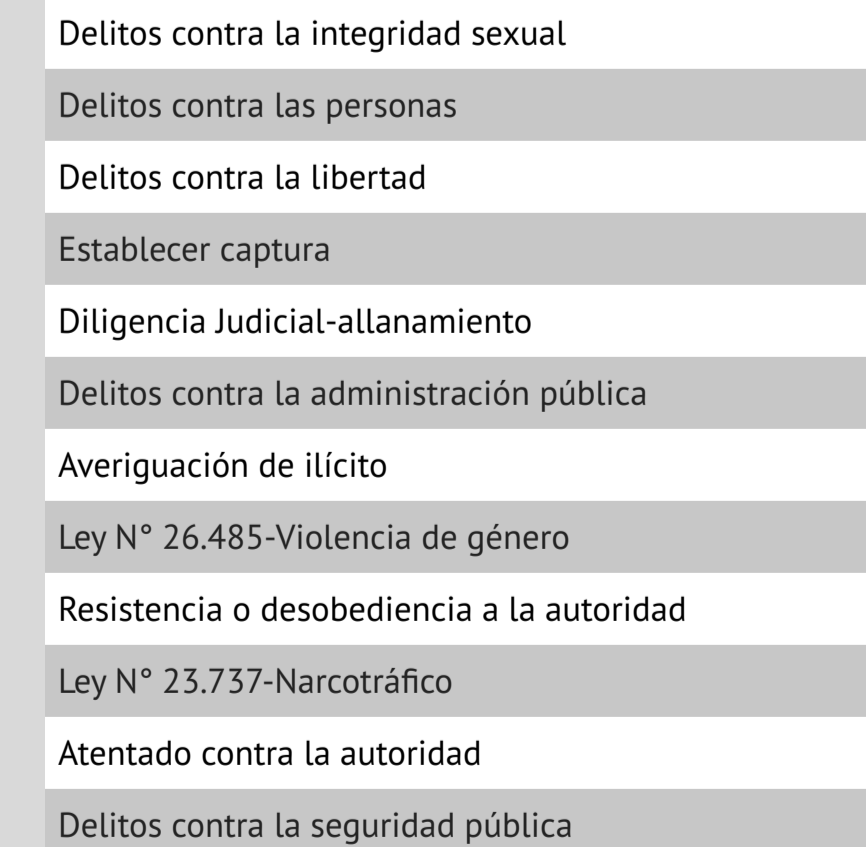 Delitos contra la integridad sexual
Delitos contra las personas
Delitos contra la libertad
Establecer captura
Diligencia Judicial-allanamiento
Delitos contra la administración pública
Averiguación de ilícito
Ley N° 26.485-Violencia de género
Resistencia o desobediencia a la autoridad
Ley N° 23.737-Narcotráfico
Atentado contra la autoridad
Delitos contra la seguridad pública